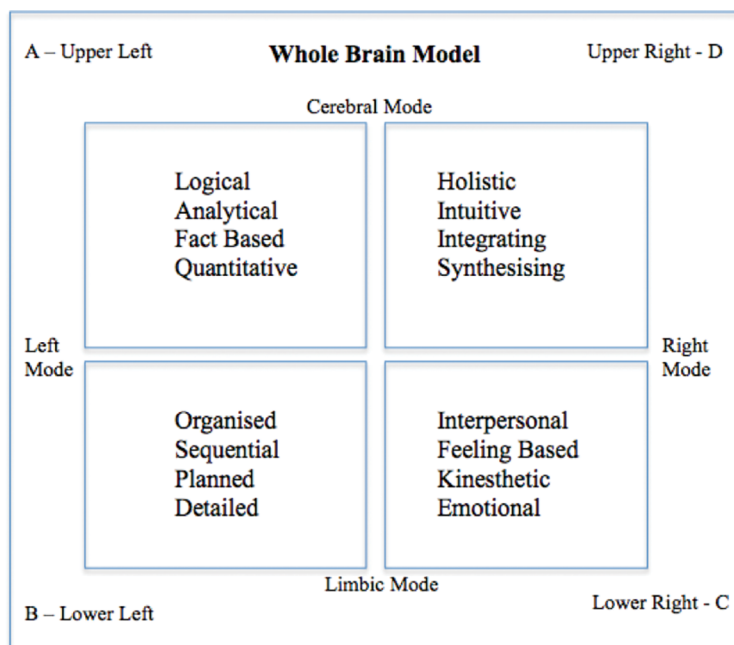 A – Upper Left
Whole Brain Model
Upper Right - D
Cerebral Mode
Logical
Analytical
Fact Based
Quantitative
Holistic
Intuitive
Integrating
Synthesising
Left
Mode
Right
Mode
Organised
Sequential
Planned
Detailed
Interpersonal
Feeling Based
Kinesthetic
Emotional
Limbic Mode
B – Lower Left
Lower Right - C